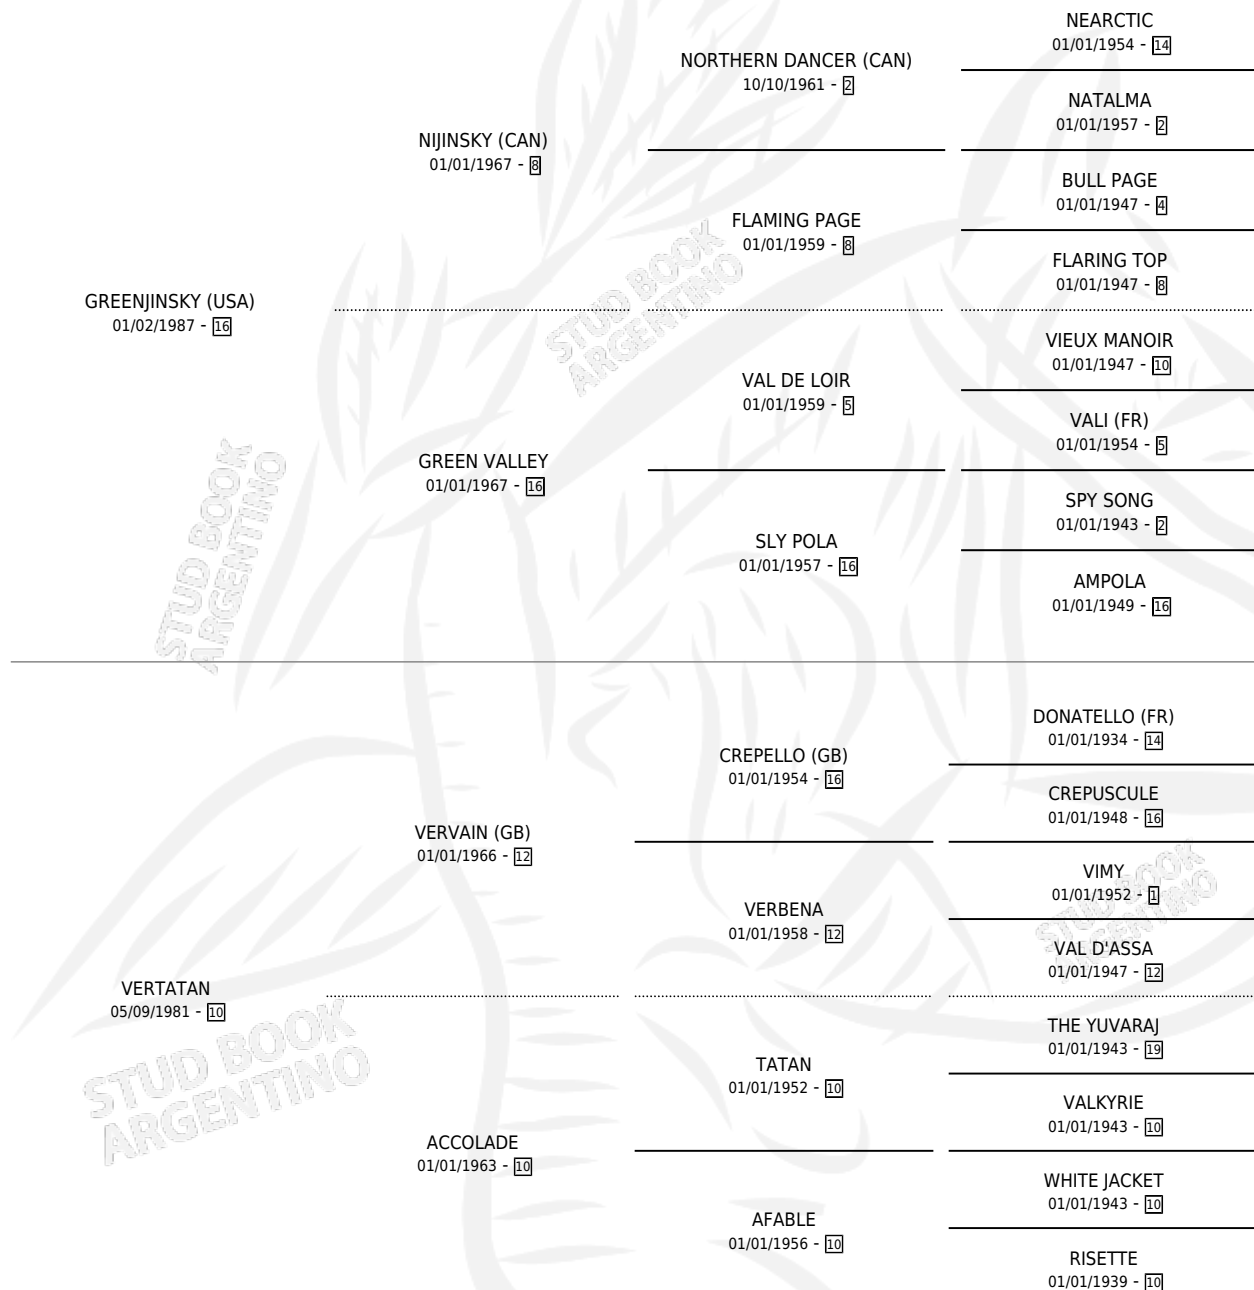 NEARCTIC
01/01/1954 - 14
NORTHERN DANCER (CAN)
10/10/1961 - 2
NATALMA
01/01/1957 - 2
NIJINSKY (CAN)
01/01/1967 - 8
BULL PAGE
01/01/1947 - 4
FLAMING PAGE
01/01/1959 - 8
FLARING TOP
01/01/1947 - 8
GREENJINSKY (USA)
01/02/1987 - 16
VIEUX MANOIR
01/01/1947 - 10
VAL DE LOIR
01/01/1959 - 5
VALI (FR)
01/01/1954 - 5
GREEN VALLEY
01/01/1967 - 16
SPY SONG
01/01/1943 - 2
SLY POLA
01/01/1957 - 16
AMPOLA
01/01/1949 - 16
DONATELLO (FR)
01/01/1934 - 14
CREPELLO (GB)
01/01/1954 - 16
CREPUSCULE
01/01/1948 - 16
VERVAIN (GB)
01/01/1966 - 12
VIMY
01/01/1952 - 1
VERBENA
01/01/1958 - 12
VAL D'ASSA
01/01/1947 - 12
VERTATAN
05/09/1981 - 10
THE YUVARAJ
01/01/1943 - 19
TATAN
01/01/1952 - 10
VALKYRIE
01/01/1943 - 10
ACCOLADE
01/01/1963 - 10
WHITE JACKET
01/01/1943 - 10
AFABLE
01/01/1956 - 10
RISETTE
01/01/1939 - 10
STUD BOOK
ARGENTINO
STUD BOOK
ARGENTINO
STUD BOOK
ARGENTINO
STUD BOOK
ARGENTINO